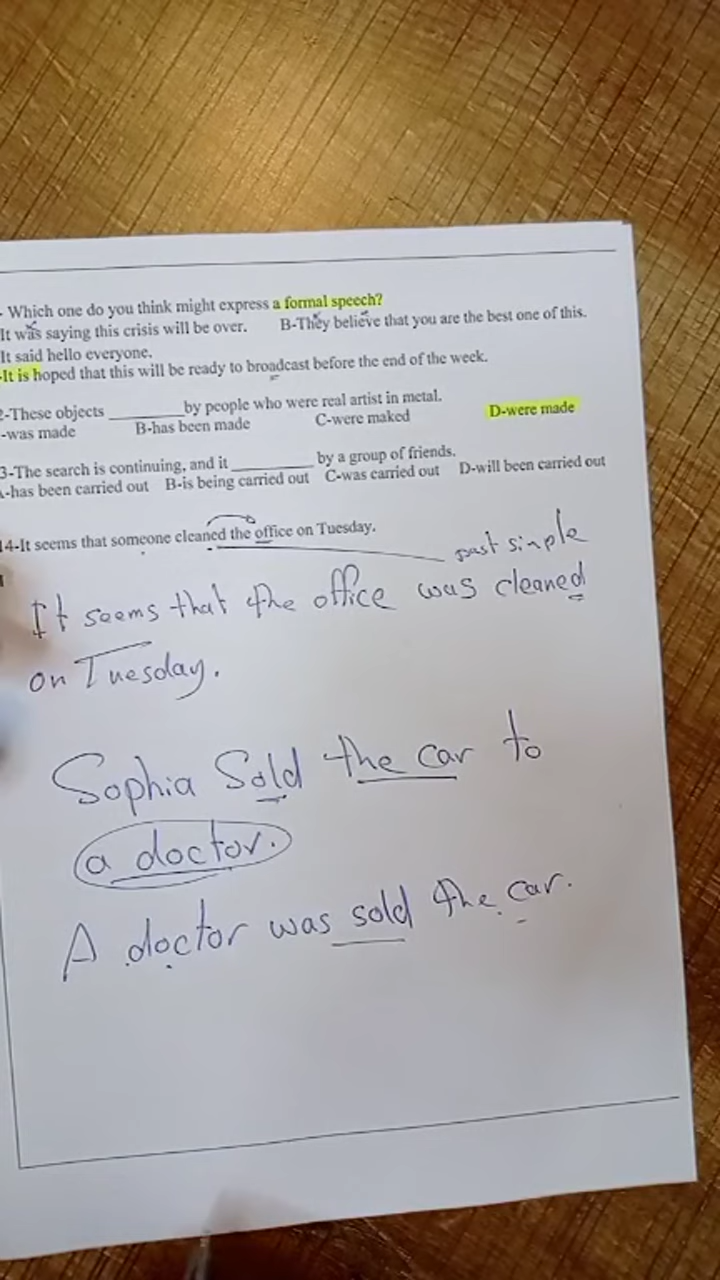 - Which one do you think might express a formal speech?
It was saying this crisis will be over. B-They believe that you are the best one of this.
It said hello everyone.
-It is hoped that this will be ready to broadcast before the end of the week.
2-These objects ________ by people who were real artist in metal.
-was made B-has been made C-were maked D-were made
3-The search is continuing, and it ________ by a group of friends.
-has been carried out B-is being carried out C-was carried out D-will been carried out
14-It seems that someone cleaned the office on Tuesday.
past simple
It seems that the office was cleaned
on Tuesday.
Sophia Sold the car to
a doctor.
A doctor was sold the car.